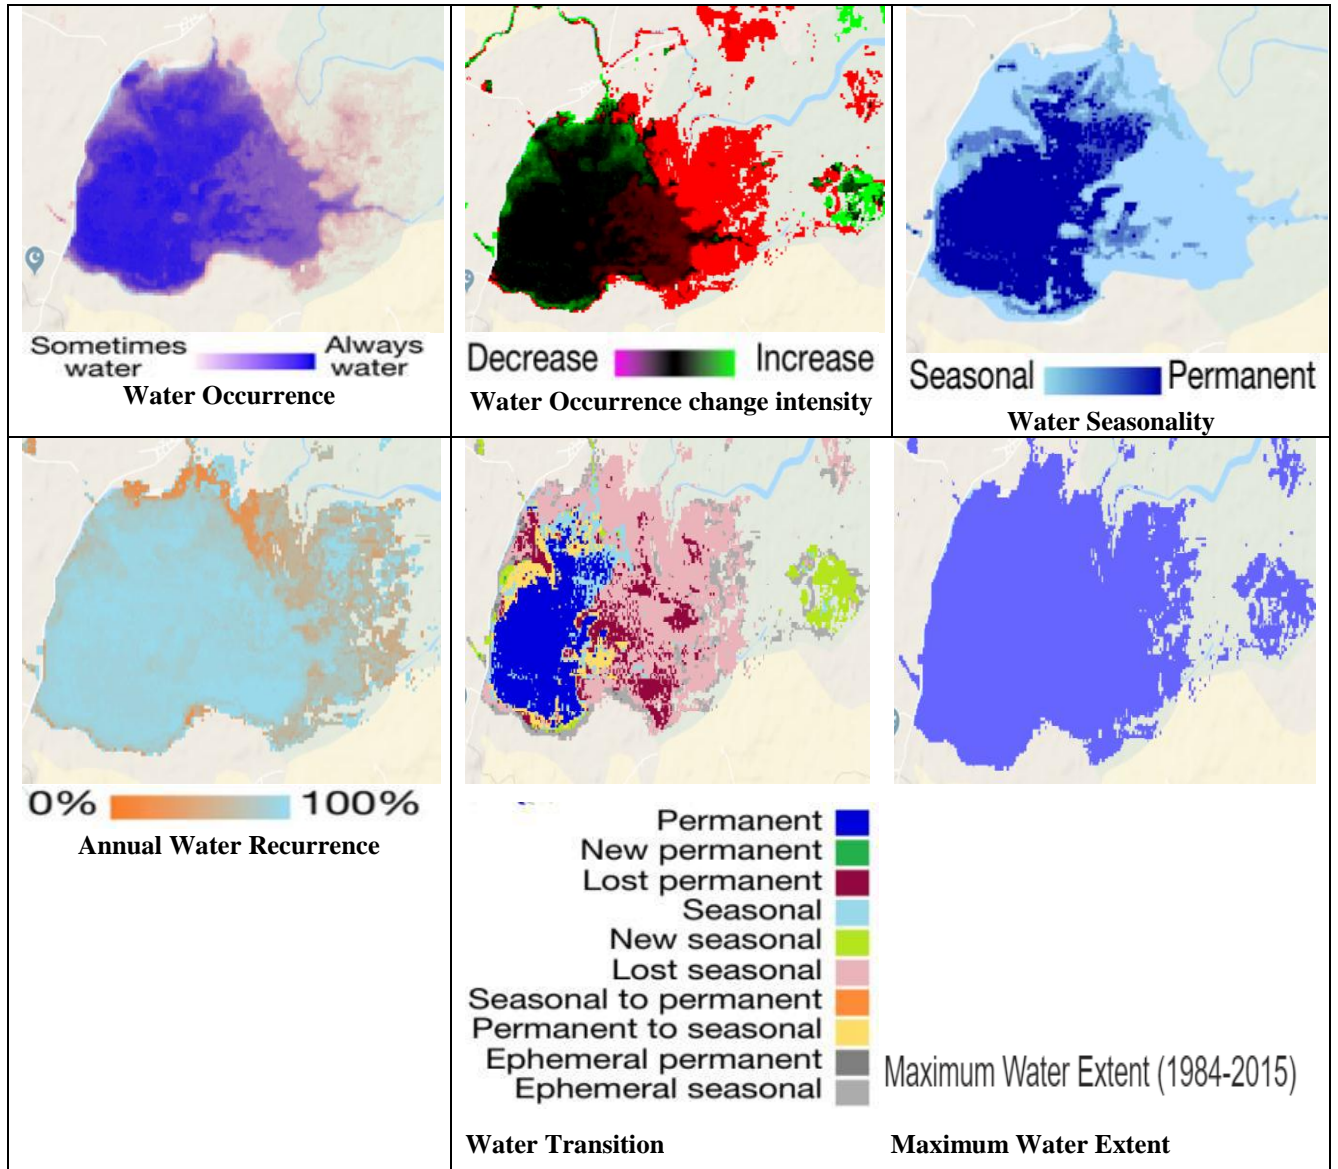 Sometimes water
Always water
Water Occurrence
Decrease
Increase
Water Occurrence change intensity
Seasonal
Permanent
Water Seasonality
0%
100%
Annual Water Recurrence
Permanent
New permanent
Lost permanent
Seasonal
New seasonal
Lost seasonal
Seasonal to permanent
Permanent to seasonal
Ephemeral permanent
Ephemeral seasonal
Water Transition
Maximum Water Extent (1984-2015)
Maximum Water Extent